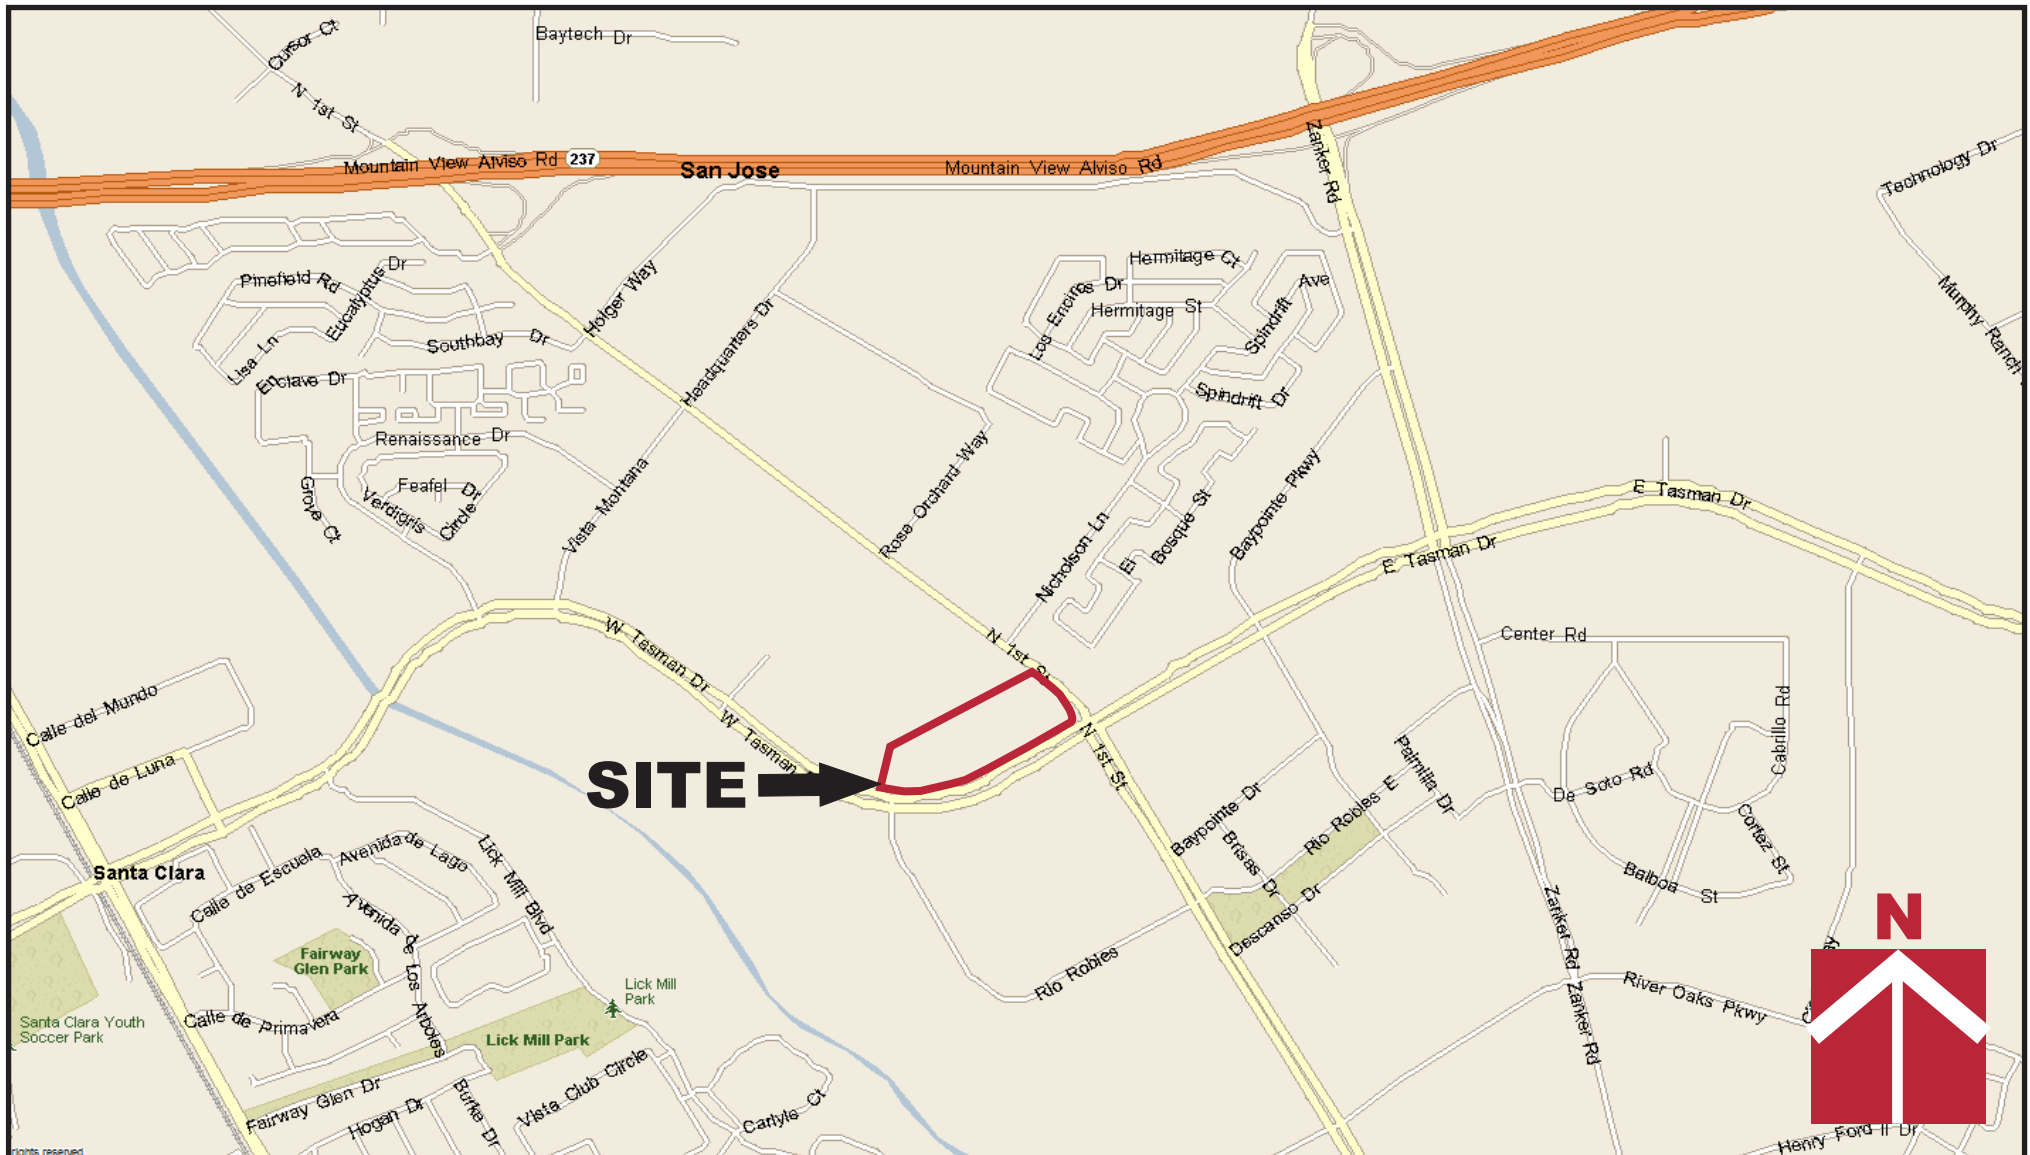 Cursor Ct
Baytech Dr
N 1st St
Mountain View Alviso Rd
237
San Jose
Mountain View Alviso Rd
Zanker Rd
Technology Dr
Murphy Ranch
Pinefield Rd
Eucalyptus Dr
Holger Way
Headquarters Dr
Hermitage Ct
Los Encinos Dr
Hermitage St
Spindrift Ave
Spindrift Dr
Lisa Ln
Southbay Dr
Enclave Dr
Renaissance Dr
Feafel Dr
Verdigris Circle
Grove Ct
Vista Montana
Rose Orchard Way
Nicholson Ln
El Bosque St
Baypointe Pkwy
E Tasman Dr
E Tasman Dr
W Tasman Dr
W Tasman
N 1st St
N 1st St
SITE
Center Rd
Cabrillo Rd
De Soto Rd
Cortez St
Balboa St
Palmilla Dr
Rio Robles E
Baypointe Dr
Brisas Dr
Descanso Dr
Rio Robles
Zanker Rd
Zanker Rd
River Oaks Pkwy
Henry Ford II Dr
N
Calle del Mundo
Calle de Luna
Santa Clara
Calle de Escuela
Avenida de Lago
Lick Mill Blvd
Avenida de Los Arboles
Fairway
Glen Park
Calle de Primavera
Santa Clara Youth
Soccer Park
Lick Mill
Park
Lick Mill Park
Fairway Glen Dr
Hogan Dr
Burke Dr
Vista Club Circle
Carlyle Ct
rights reserved